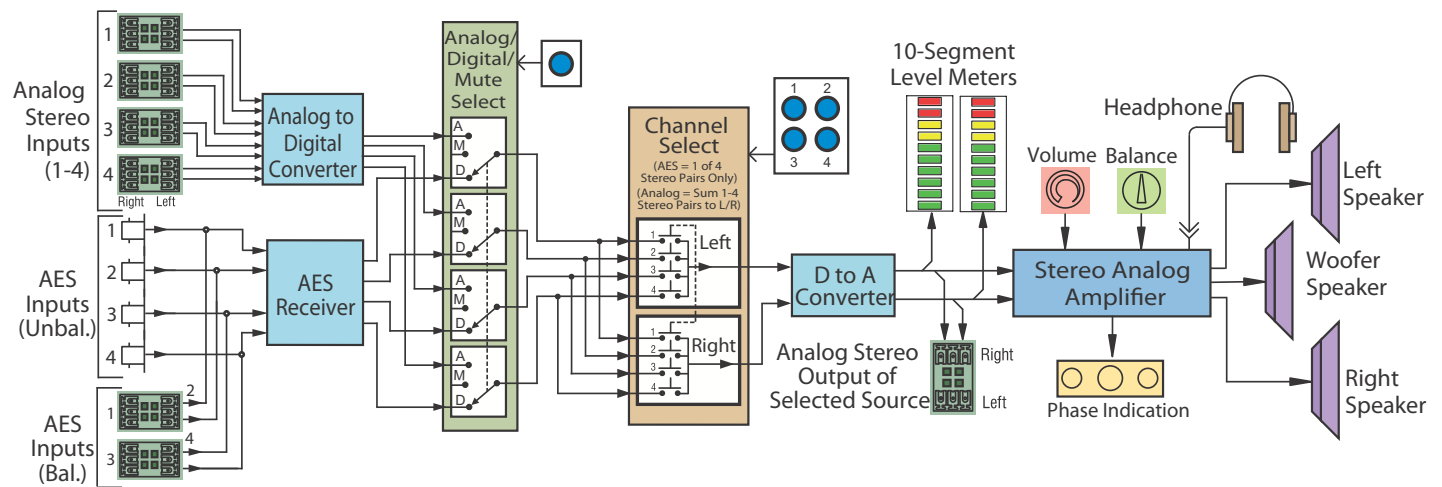 Analog
Stereo
Inputs
(1-4)
1
2
3
4
Right Left
Analog to
Digital
Converter
AES
Inputs
(Unbal.)
1
2
3
4
AES
Receiver
AES
Inputs
(Bal.)
1
2
3
4
Analog/
Digital/
Mute
Select
A
M
D
A
M
D
A
M
D
A
M
D
Channel
Select
(AES = 1 of 4
Stereo Pairs Only)
(Analog = Sum 1-4
Stereo Pairs to L/R)
1 2
3 4
1
2
3
4
Left
1
2
3
4
Right
D to A
Converter
10-Segment
Level Meters
Analog Stereo
Output of
Selected Source
Right
Left
Volume
Balance
Headphone
Stereo Analog
Amplifier
Phase Indication
Left
Speaker
Woofer
Speaker
Right
Speaker